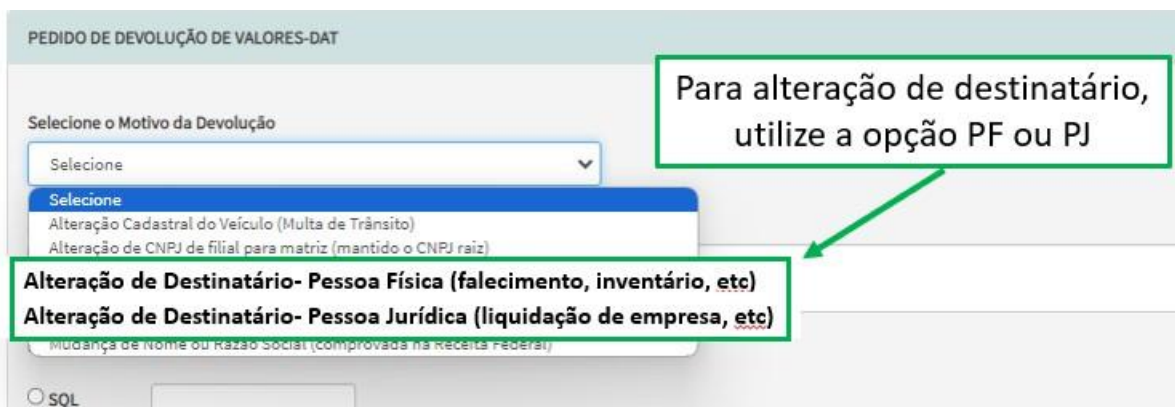 PEDIDO DE DEVOLUÇÃO DE VALORES-DAT
Para alteração de destinatário,
utilize a opção PF ou PJ
Selecione o Motivo da Devolução
Selecione
Selecione
Alteração Cadastral do Veículo (Multa de Trânsito)
Alteração de CNPJ de filial para matriz (mantido o CNPJ raiz)
Alteração de Destinatário- Pessoa Física (falecimento, inventário, etc)
Alteração de Destinatário- Pessoa Jurídica (liquidação de empresa, etc)
Mudança de Nome ou Razão Social (comprovada na Receita Federal)
SQL